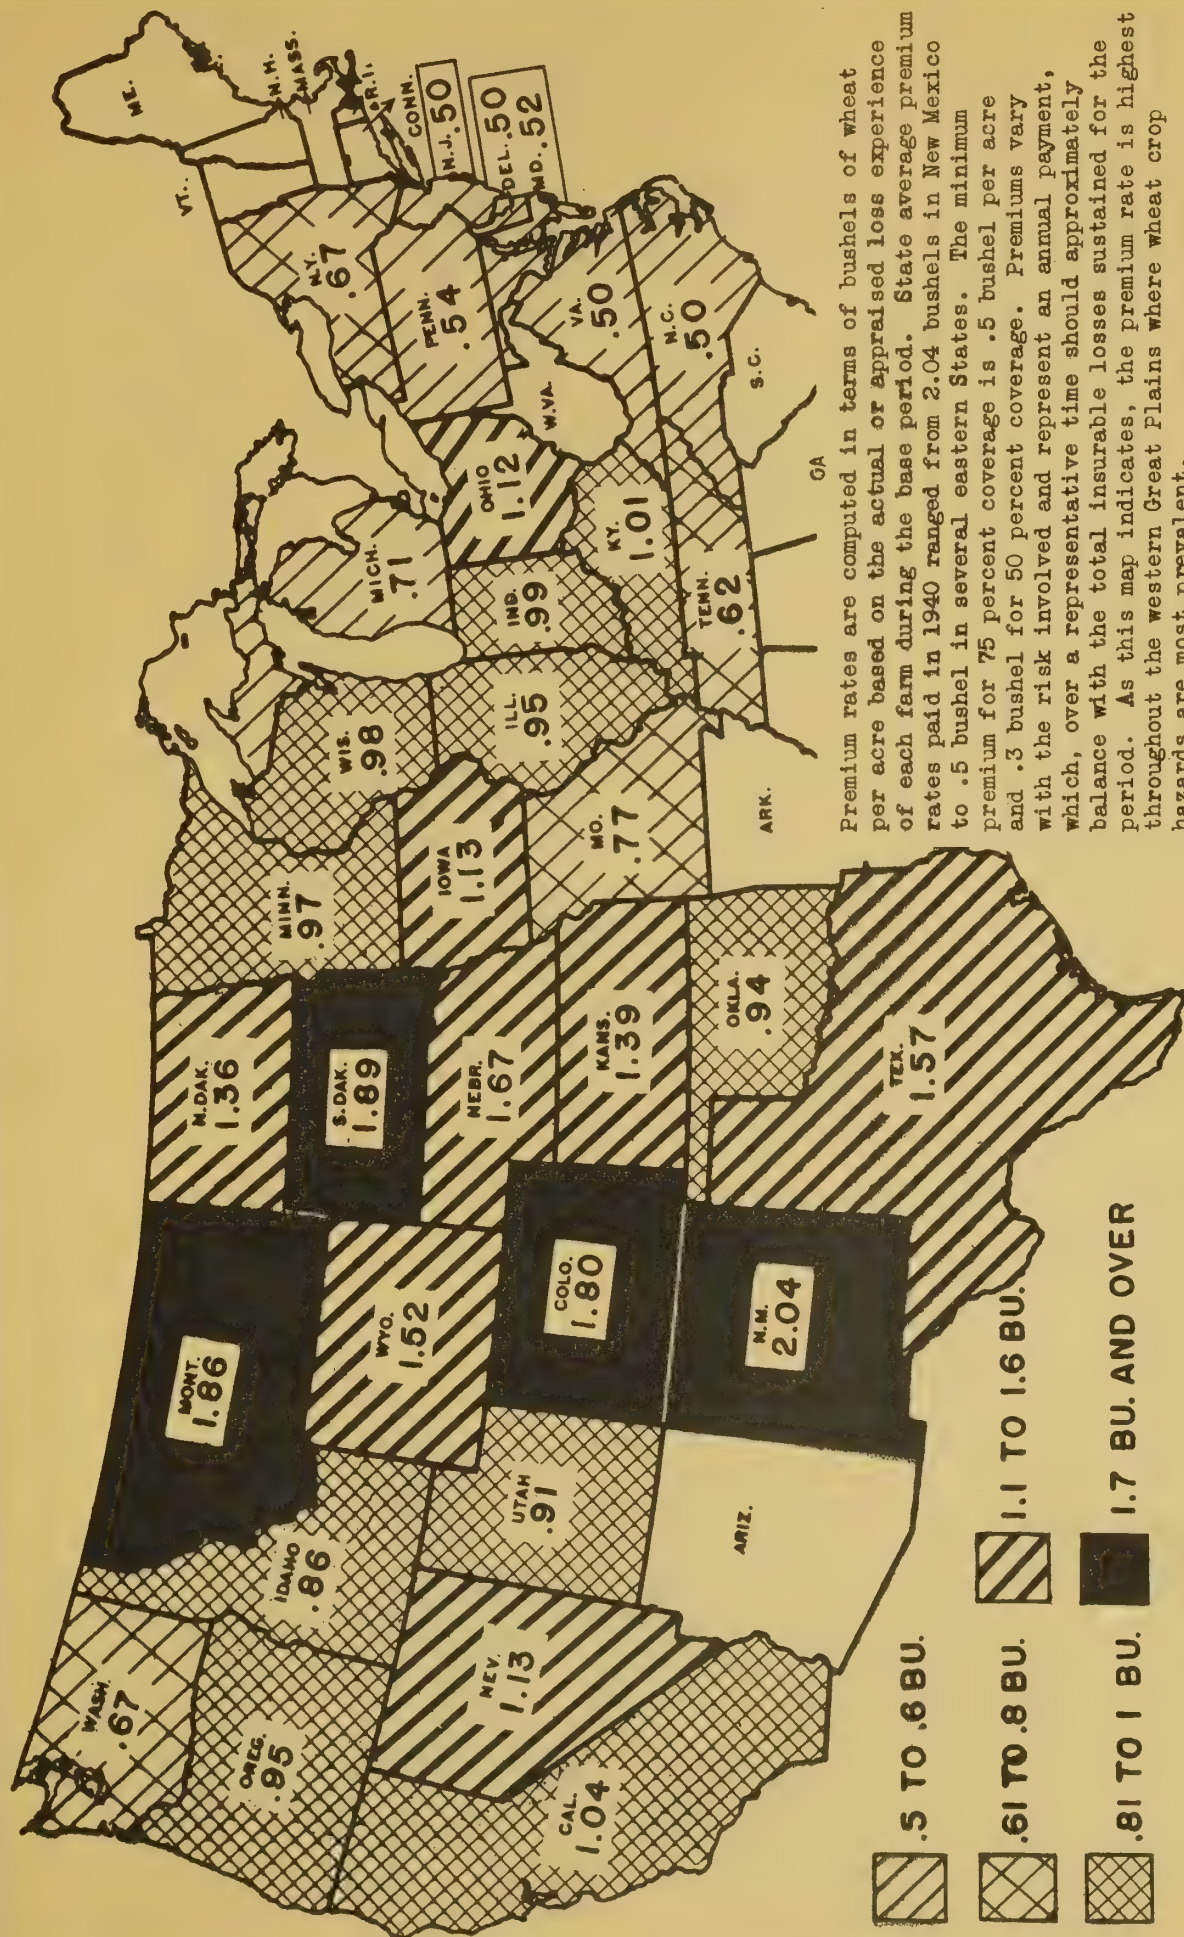 WASH.
.67
OREG.
.95
CAL.
1.04
NEV.
1.13
IDAHO
.86
MONT.
1.86
WYO.
1.52
UTAH
.91
ARIZ.
COLO.
1.80
N.M.
2.04
N.DAK.
1.36
S.DAK.
1.89
NEBR.
1.67
KANS.
1.39
OKLA.
.94
TEX.
1.57
MINN.
.97
IOWA
1.13
MO.
.77
ARK.
WIS.
.98
ILL.
.95
MICH.
.71
IND.
.99
OHIO
1.12
KY.
1.01
TENN.
.62
W.VA.
VA.
.50
N.C.
.50
S.C.
GA
PENN.
.54
N.Y.
.67
VT.
ME.
N.H.
MASS.
R.I.
CONN.
N.J. .50
DEL. .50
MD. .52
.5 TO .6 BU.
.61 TO .8 BU.
.81 TO 1 BU.
1.1 TO 1.6 BU.
1.7 BU. AND OVER
Premium rates are computed in terms of bushels of wheat
per acre based on the actual or appraised loss experience
of each farm during the base period. State average premium
rates paid in 1940 ranged from 2.04 bushels in New Mexico
to .5 bushel in several eastern States. The minimum
premium for 75 percent coverage is .5 bushel per acre
and .3 bushel for 50 percent coverage. Premiums vary
with the risk involved and represent an annual payment,
which, over a representative time should approximately
balance with the total insurable losses sustained for the
period. As this map indicates, the premium rate is highest
throughout the western Great Plains where wheat crop
hazards are most prevalent.